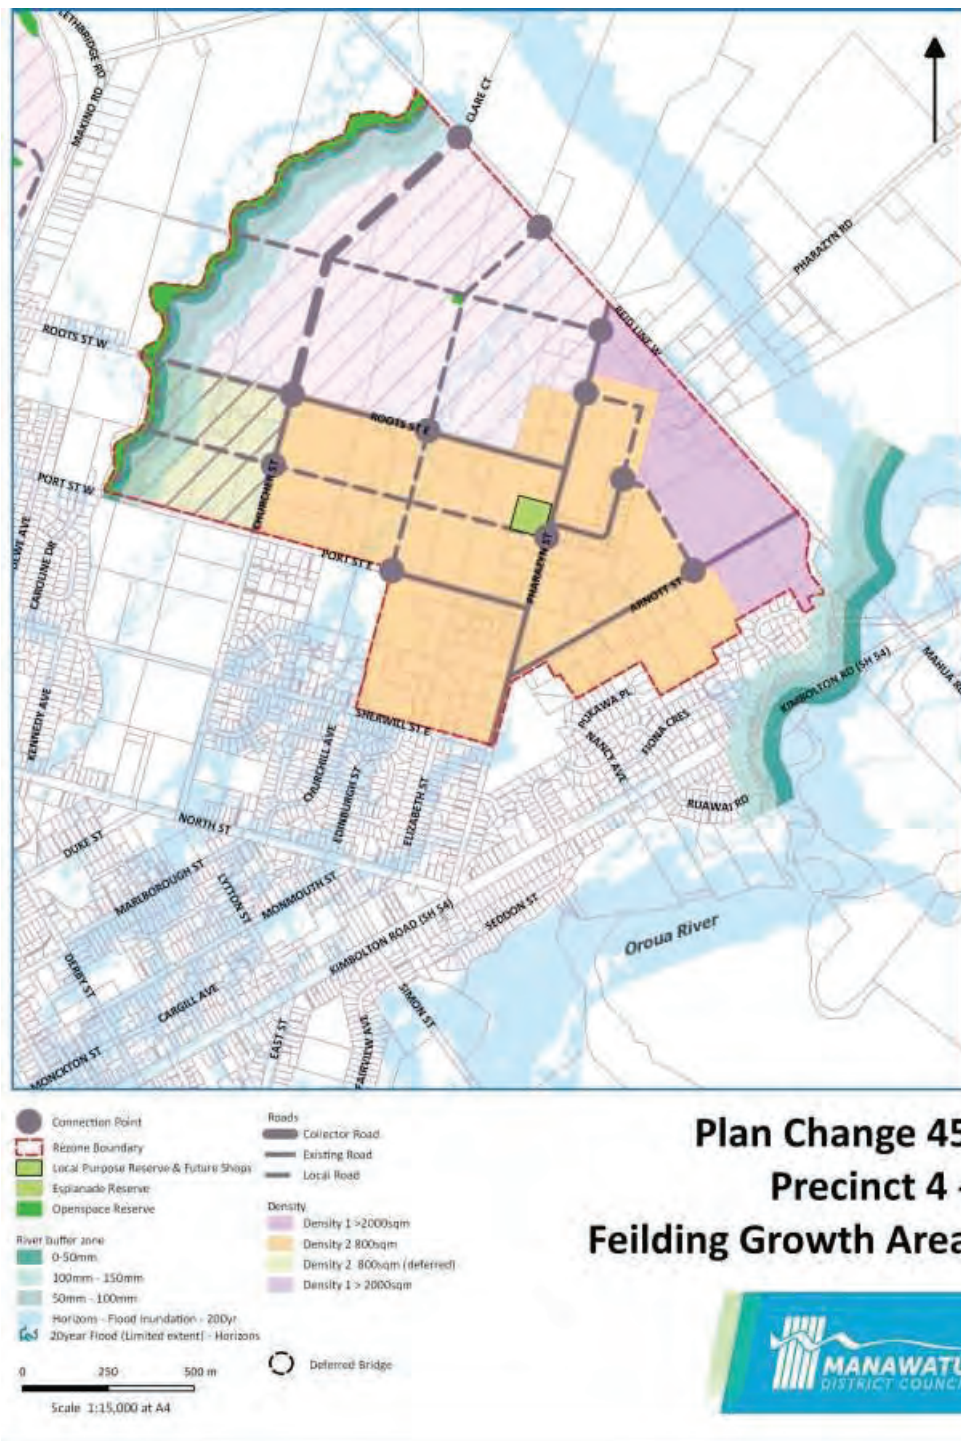 LETHBRIDGE RD
MAKINO RD
CLARE CT
PHARAZYN RD
REID LINE W
ROOTS ST W
ROOTS ST E
PORT ST W
CHURCHER ST
PORT ST E
PHARAZYN ST
ARNOTT ST
CAROLINE DR
KIMBOLTON RD (SH 54)
MAHUA RD
SHERWILL ST E
PUKAWA PL
FIONA CRES
NANCY AVE
KENNEDY AVE
CHURCHILL AVE
EDINBURGH ST
ELIZABETH ST
RUAWAI RD
NORTH ST
DUKE ST
MARLBOROUGH ST
LYTTON ST
MONMOUTH ST
SEDDON ST
KIMBOLTON ROAD (SH 54)
Oroua River
DERBY ST
CARGILL AVE
SIMON ST
EAST ST
FAIRVIEW AVE
MONCKTON ST
Connection Point
Rezone Boundary
Local Purpose Reserve & Future Shops
Esplanade Reserve
Openspace Reserve
River buffer zone
0-50mm
100mm - 150mm
50mm - 100mm
Horizons - Flood Inundation - 200yr
20year Flood (Limited extent) - Horizons
0 250 500 m
Scale 1:15,000 at A4
Roads
Collector Road
Existing Road
Local Road
Density
Density 1 >2000sqm
Density 2 800sqm
Density 2 800sqm (deferred)
Density 1 > 2000sqm
Deferred Bridge
Plan Change 45
Precinct 4 -
Feilding Growth Area
MANAWATU
DISTRICT COUNC